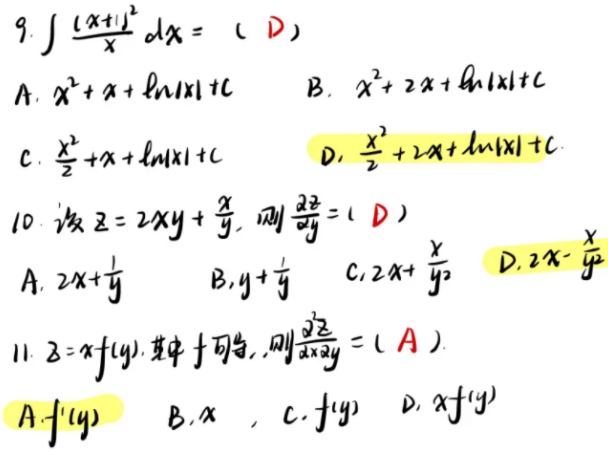 9. ∫ (x+1)²/x dx = ( D )
A. x²+x+ln|x|+C B. x²+2x+ln|x|+C
C. x²/2+x+ln|x|+C D. x²/2+2x+ln|x|+C.
10. 设 z=2xy+x/y, 则 ∂z/∂y=( D )
A. 2x+1/y B. y+1/y C. 2x+x/y² D. 2x-x/y²
11. z=xf(y). 其中 f 可导, 则 ∂²z/∂x∂y=( A ).
A. f'(y) B. x , C. f(y) D. xf(y)